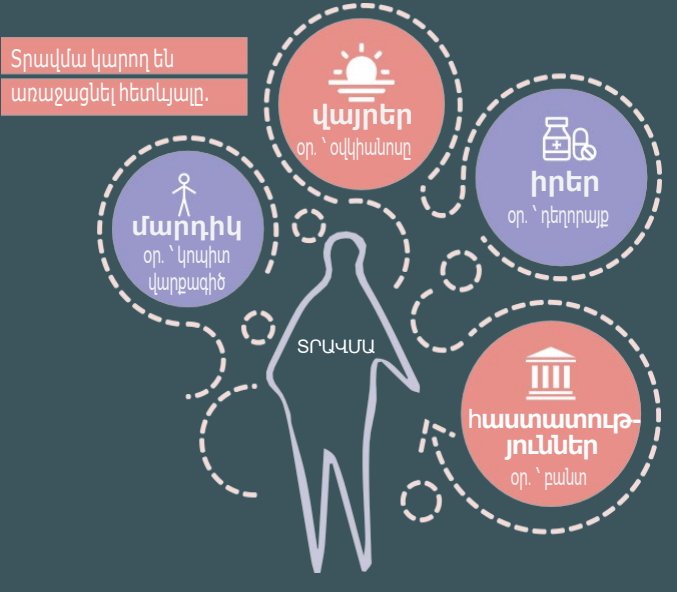 Տրավմա կարող են
առաջացնել հետևյալը.
վայրեր
օր. ՝ օվկիանոսը
իրեր
օր. ՝ դեղորայք
մարդիկ
օր. ՝ կոպիտ
վարքագիծ
ՏՐԱՎՄԱ
հաստատութ-
յուններ
օր. ՝ բանտ